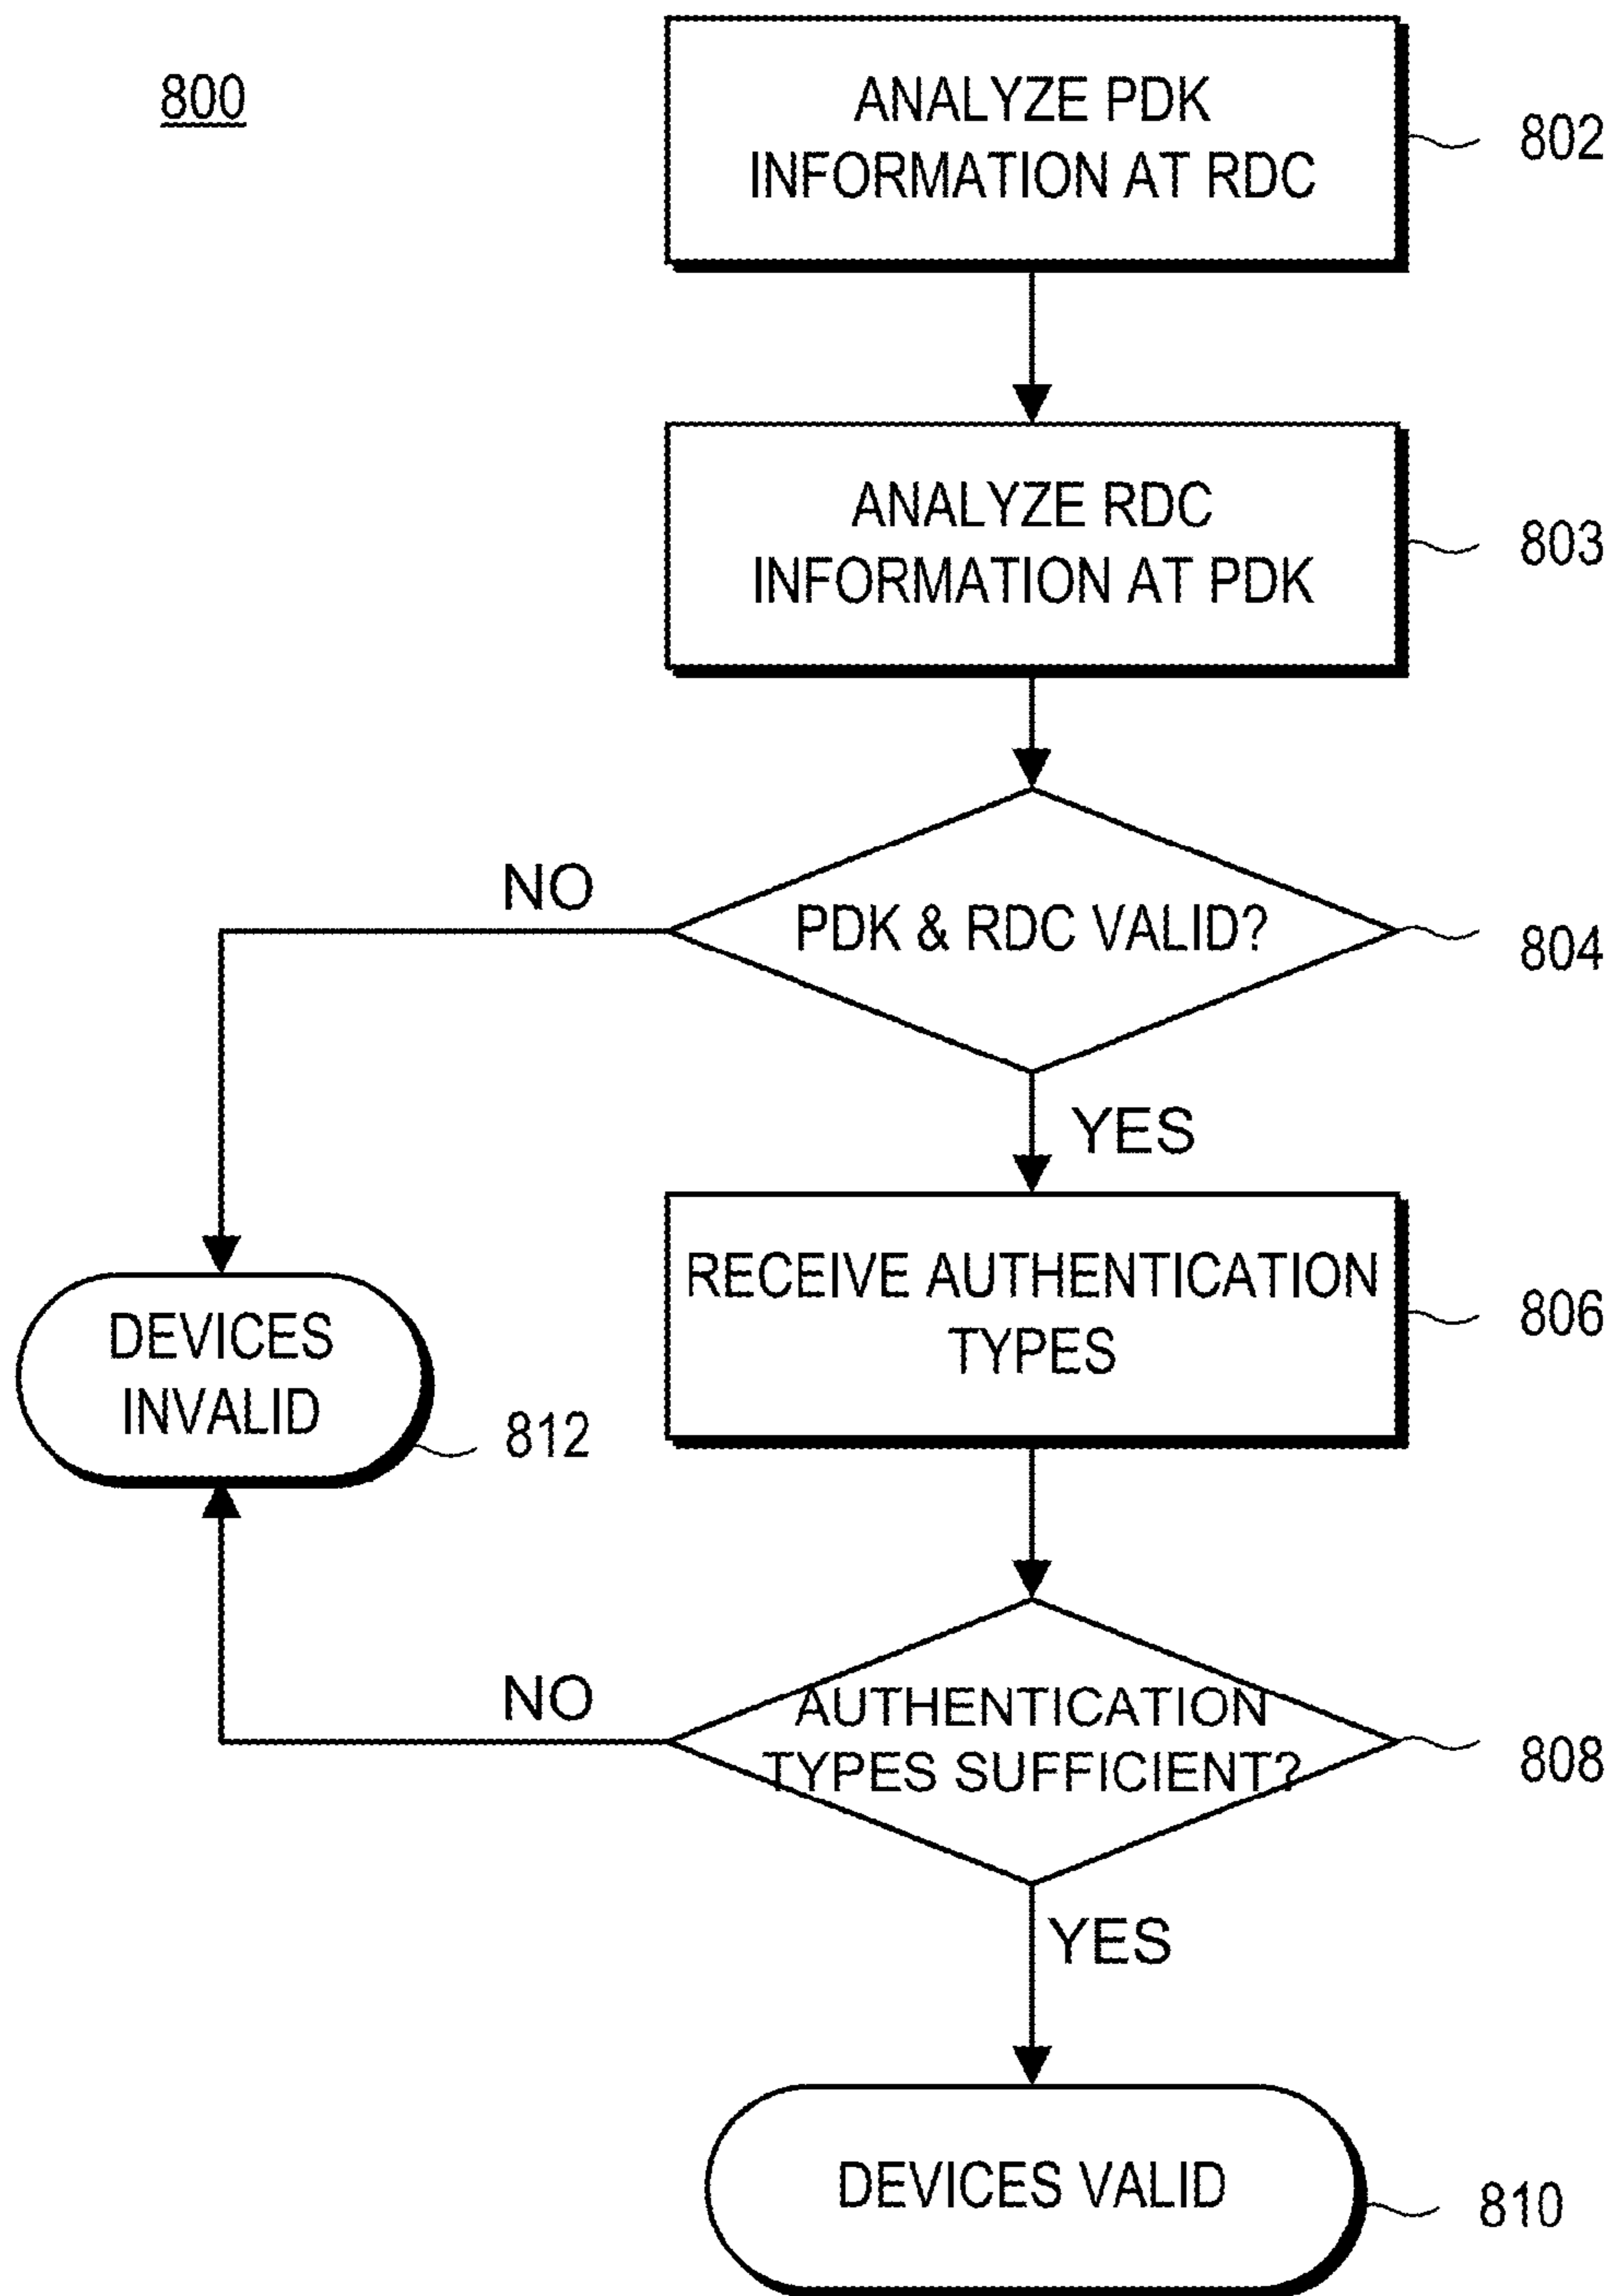 800
ANALYZE PDK
INFORMATION AT RDC
802
ANALYZE RDC
INFORMATION AT PDK
803
NO
PDK & RDC VALID?
804
YES
RECEIVE AUTHENTICATION
TYPES
806
DEVICES
INVALID
812
NO
AUTHENTICATION
TYPES SUFFICIENT?
808
YES
DEVICES VALID
810